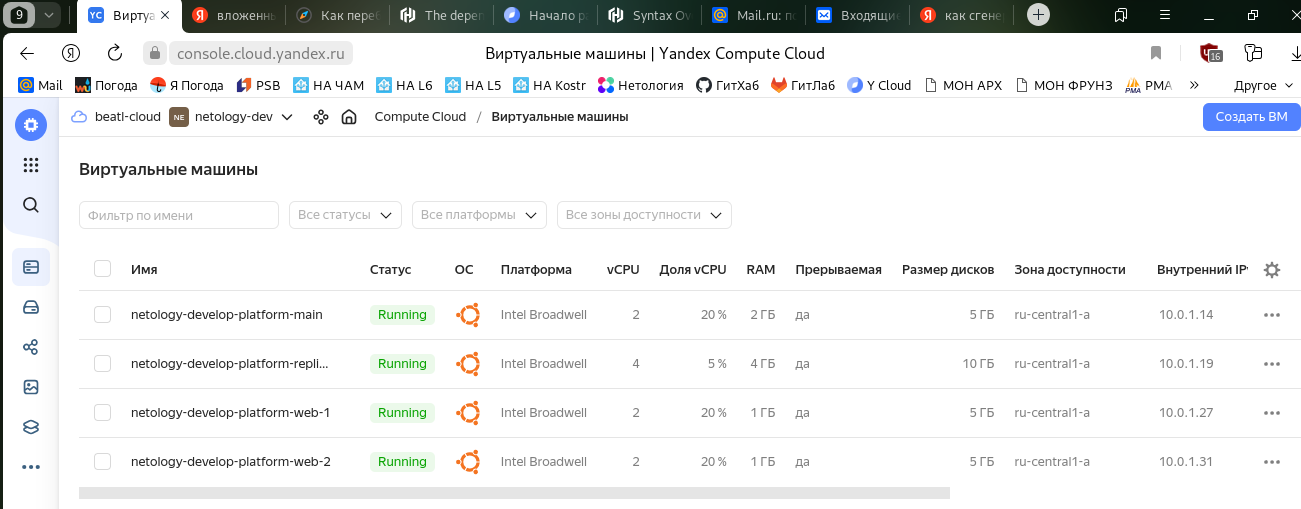 9 YC Виртуа вложенны Как переб The depen Начало р Syntax Ov Mail.ru: по Входящие как сгене
console.cloud.yandex.ru Виртуальные машины | Yandex Compute Cloud 16
Mail Погода Я Погода PSB НА ЧАМ НА L6 НА L5 НА Kostr Нетология ГитХаб ГитЛаб Y Cloud МОН АРХ МОН ФРУНЗ PMA » Другое
beatl-cloud NE netology-dev Compute Cloud / Виртуальные машины Создать ВМ
Виртуальные машины
Фильтр по имени Все статусы Все платформы Все зоны доступности
Имя Статус ОС Платформа vCPU Доля vCPU RAM Прерываемая Размер дисков Зона доступности Внутренний IPv
netology-develop-platform-main Running Intel Broadwell 2 20 % 2 ГБ да 5 ГБ ru-central1-a 10.0.1.14
netology-develop-platform-repli... Running Intel Broadwell 4 5 % 4 ГБ да 10 ГБ ru-central1-a 10.0.1.19
netology-develop-platform-web-1 Running Intel Broadwell 2 20 % 1 ГБ да 5 ГБ ru-central1-a 10.0.1.27
netology-develop-platform-web-2 Running Intel Broadwell 2 20 % 1 ГБ да 5 ГБ ru-central1-a 10.0.1.31